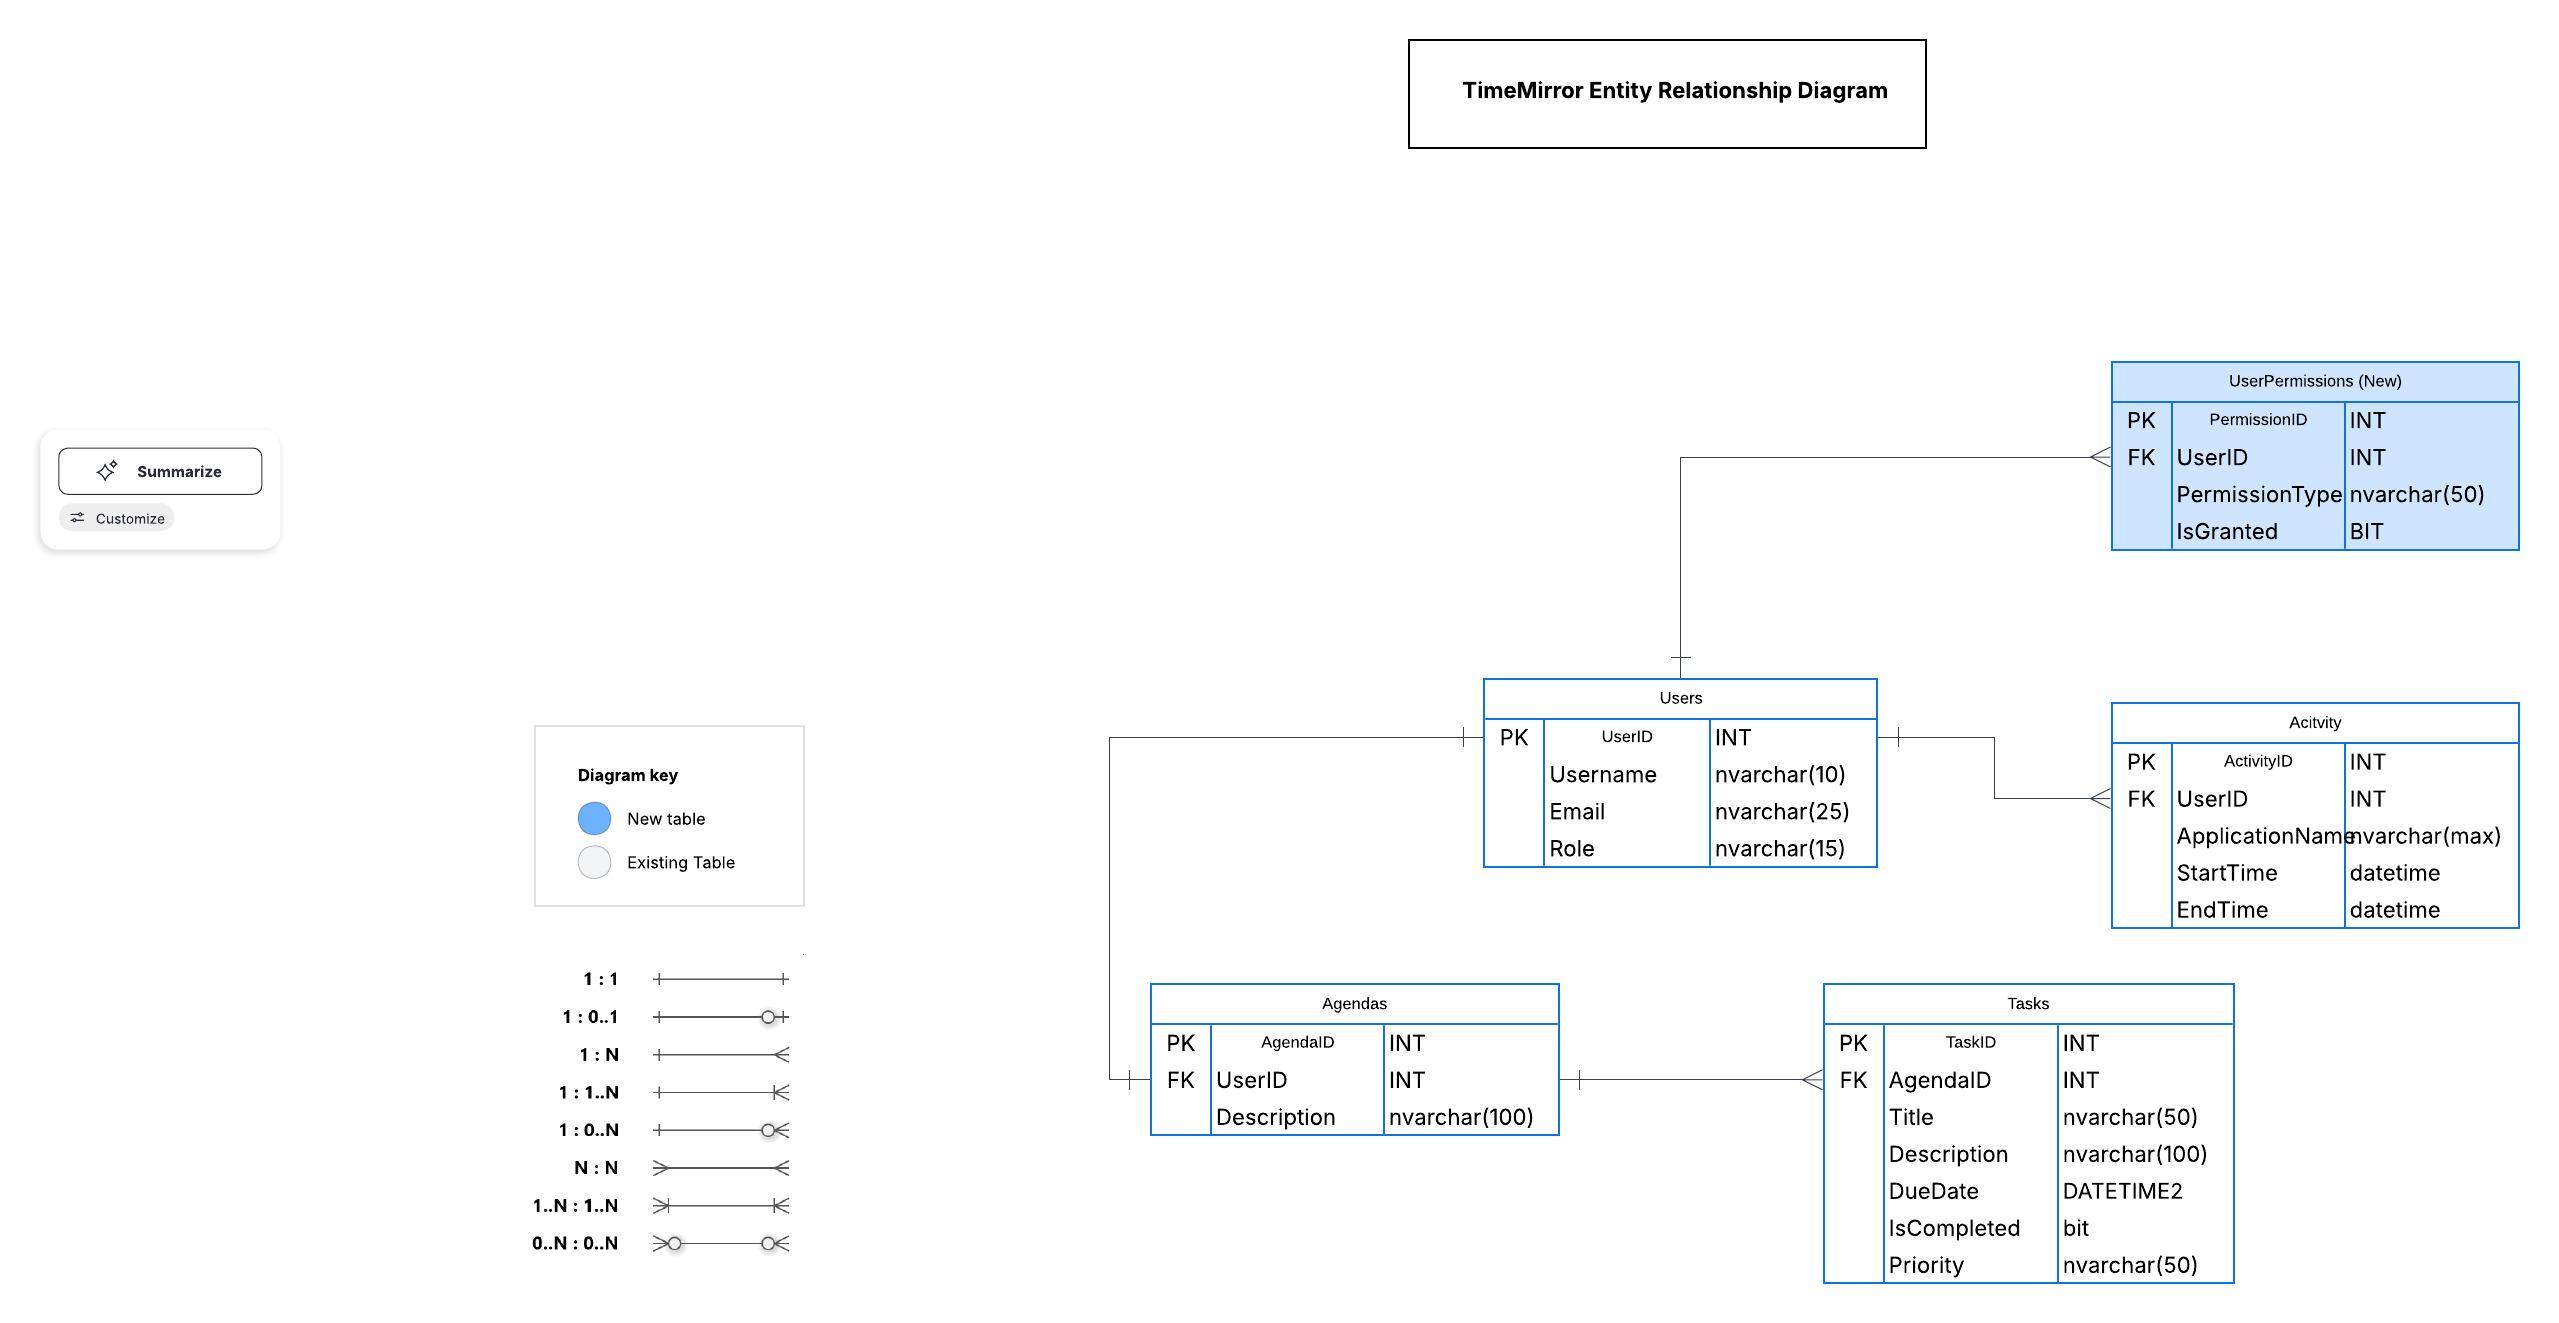 TimeMirror Entity Relationship Diagram
Summarize
Customize
Diagram key
New table
Existing Table
1 : 1
1 : 0..1
1 : N
1 : 1..N
1 : 0..N
N : N
1..N : 1..N
0..N : 0..N
UserPermissions (New)
PK PermissionID INT
FK UserID INT
PermissionType nvarchar(50)
IsGranted BIT
Users
PK UserID INT
Username nvarchar(10)
Email nvarchar(25)
Role nvarchar(15)
Acitvity
PK ActivityID INT
FK UserID INT
ApplicationName nvarchar(max)
StartTime datetime
EndTime datetime
Agendas
PK AgendaID INT
FK UserID INT
Description nvarchar(100)
Tasks
PK TaskID INT
FK AgendaID INT
Title nvarchar(50)
Description nvarchar(100)
DueDate DATETIME2
IsCompleted bit
Priority nvarchar(50)